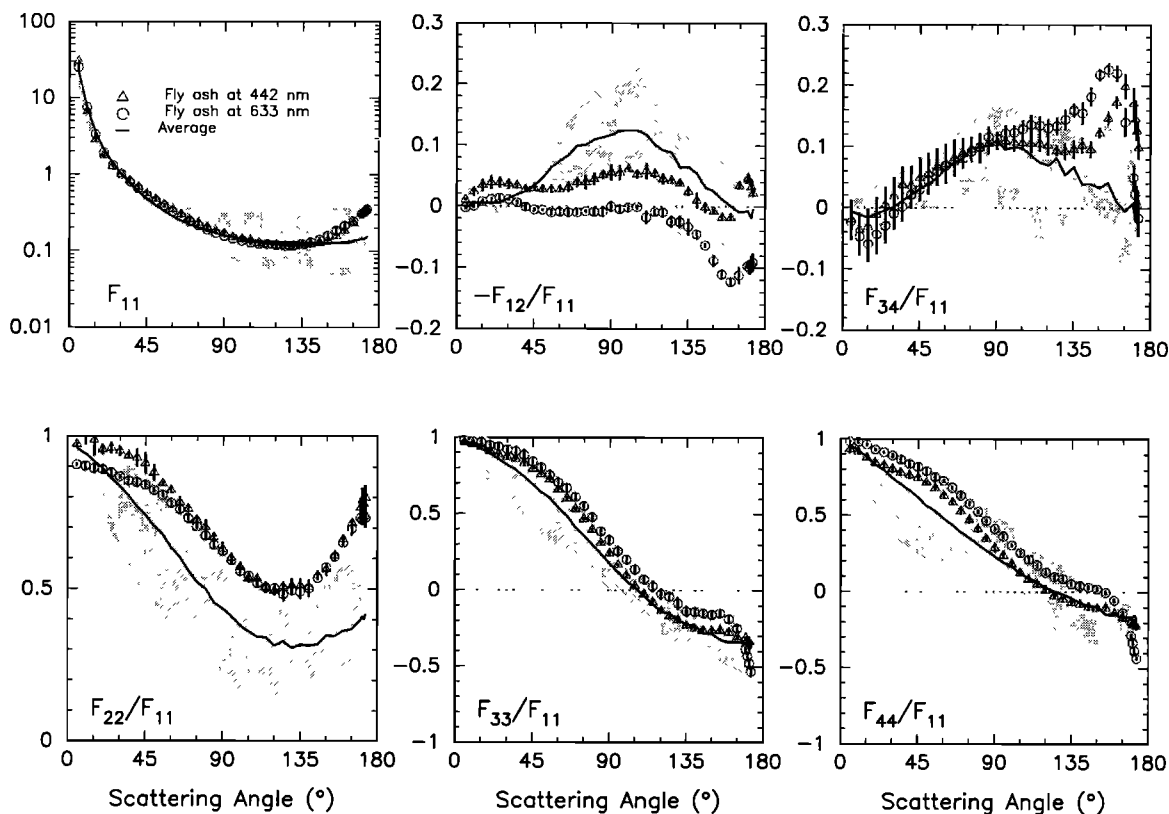 100
10
1
0.1
0.01
Fly ash at 442 nm
Fly ash at 633 nm
Average
F11
0 45 90 135 180
0.3
0.2
0.1
0
−0.1
−0.2
−F12/F11
0 45 90 135 180
0.3
0.2
0.1
0
−0.1
−0.2
F34/F11
0 45 90 135 180
1
0.5
0
F22/F11
0 45 90 135 180
Scattering Angle (°)
1
0.5
0
−0.5
−1
F33/F11
0 45 90 135 180
Scattering Angle (°)
1
0.5
0
−0.5
−1
F44/F11
0 45 90 135 180
Scattering Angle (°)